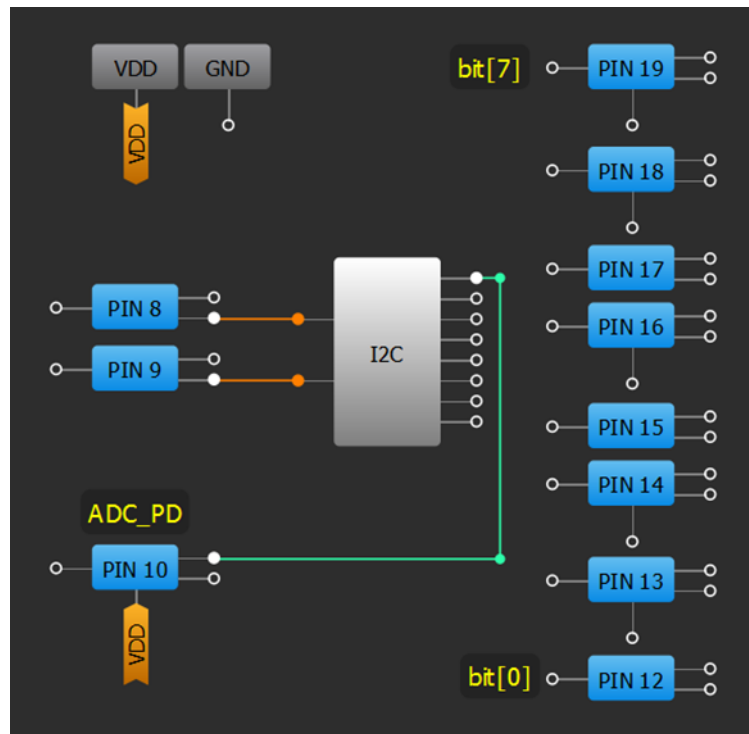 VDD
GND
VDD
bit[7]
PIN 19
PIN 18
PIN 17
PIN 16
PIN 15
PIN 14
PIN 13
bit[0]
PIN 12
PIN 8
PIN 9
I2C
ADC_PD
PIN 10
VDD